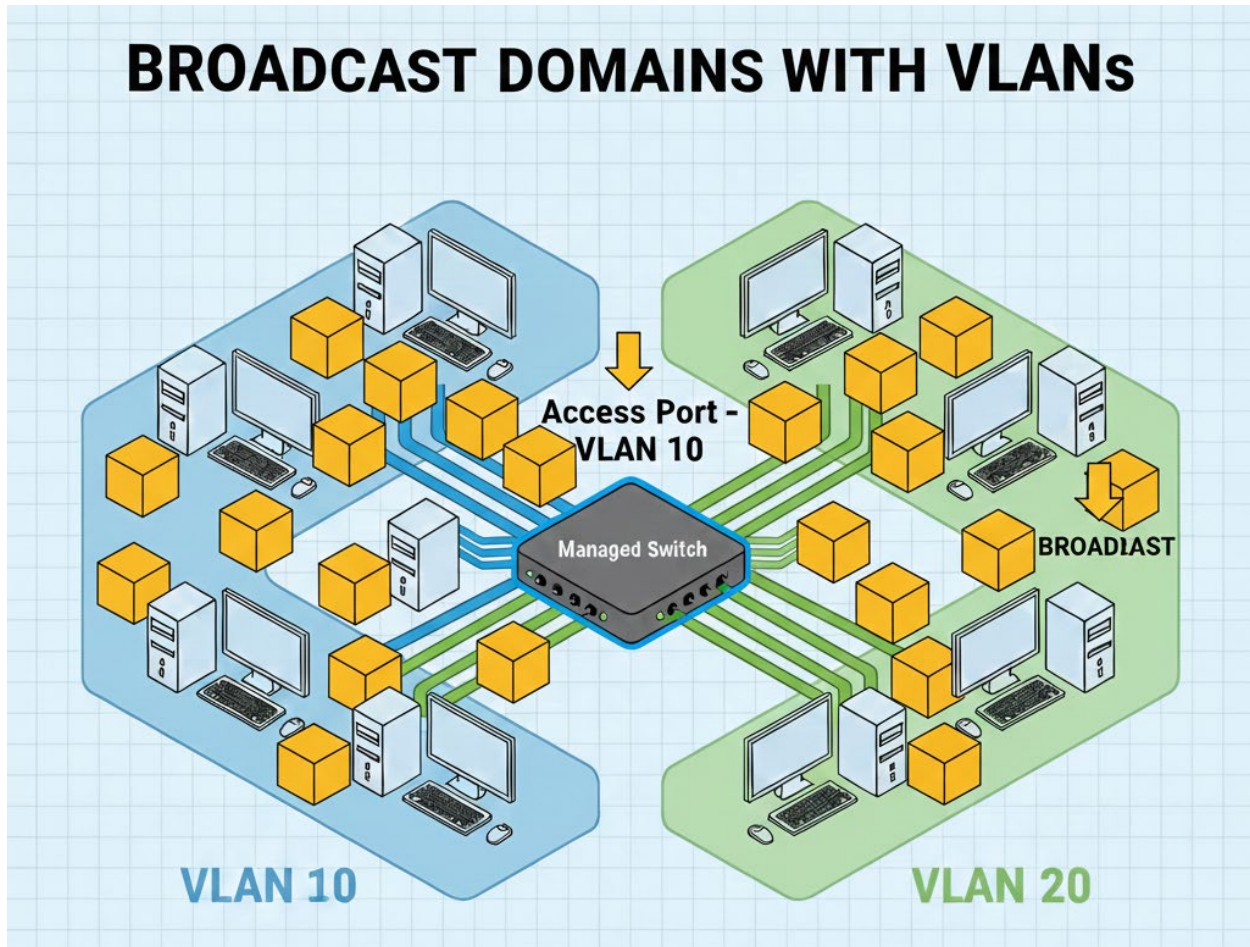 BROADCAST DOMAINS WITH VLANs
Access Port -
VLAN 10
Managed Switch
BROADIAST
VLAN 10
VLAN 20